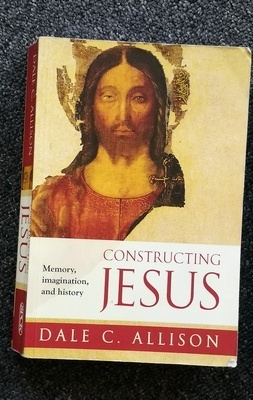 CONSTRUCTING
JESUS
Memory,
imagination,
and history
DALE C. ALLISON
DALE C. ALLISON
JESUS